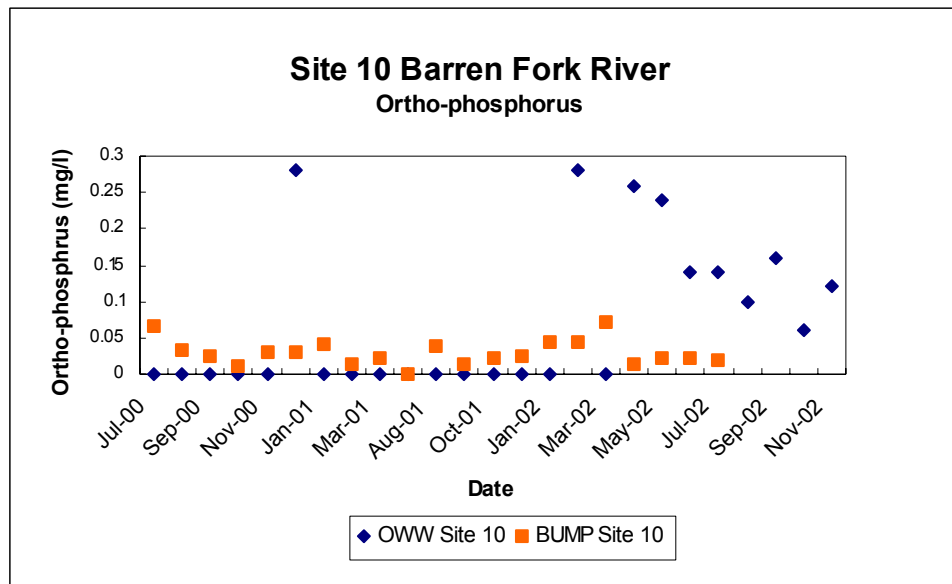 Site 10 Barren Fork River
Ortho-phosphorus
Ortho-phosphrus (mg/l)
0.3
0.25
0.2
0.15
0.1
0.05
0
Jul-00
Sep-00
Nov-00
Jan-01
Mar-01
Aug-01
Oct-01
Jan-02
Mar-02
May-02
Jul-02
Sep-02
Nov-02
Date
OWW Site 10 BUMP Site 10